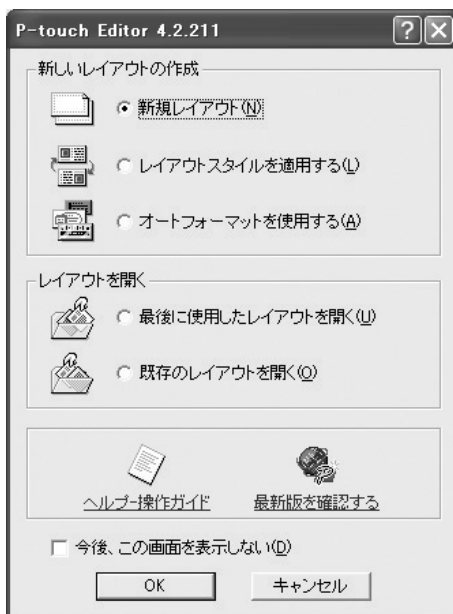 P-touch Editor 4.2.211
新しいレイアウトの作成
新規レイアウト(N)
レイアウトスタイルを適用する(L)
オートフォーマットを使用する(A)
レイアウトを開く
最後に使用したレイアウトを開く(U)
既存のレイアウトを開く(O)
ヘルプ-操作ガイド 最新版を確認する
今後、この画面を表示しない(D)
OK キャンセル